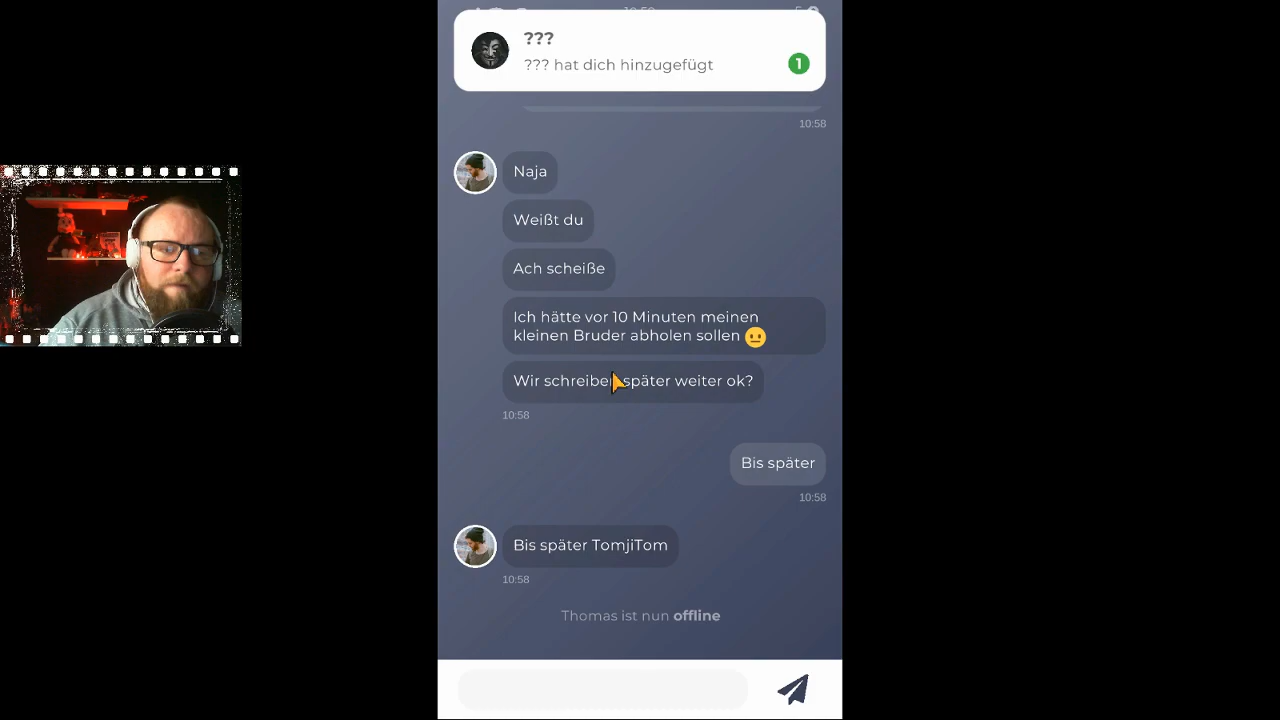 ???
??? hat dich hinzugefügt
1
10:58
Naja
Weißt du
Ach scheiße
Ich hätte vor 10 Minuten meinen
kleinen Bruder abholen sollen 😐
Wir schreiben später weiter ok?
10:58
Bis später
10:58
Bis später TomjiTom
10:58
Thomas ist nun offline